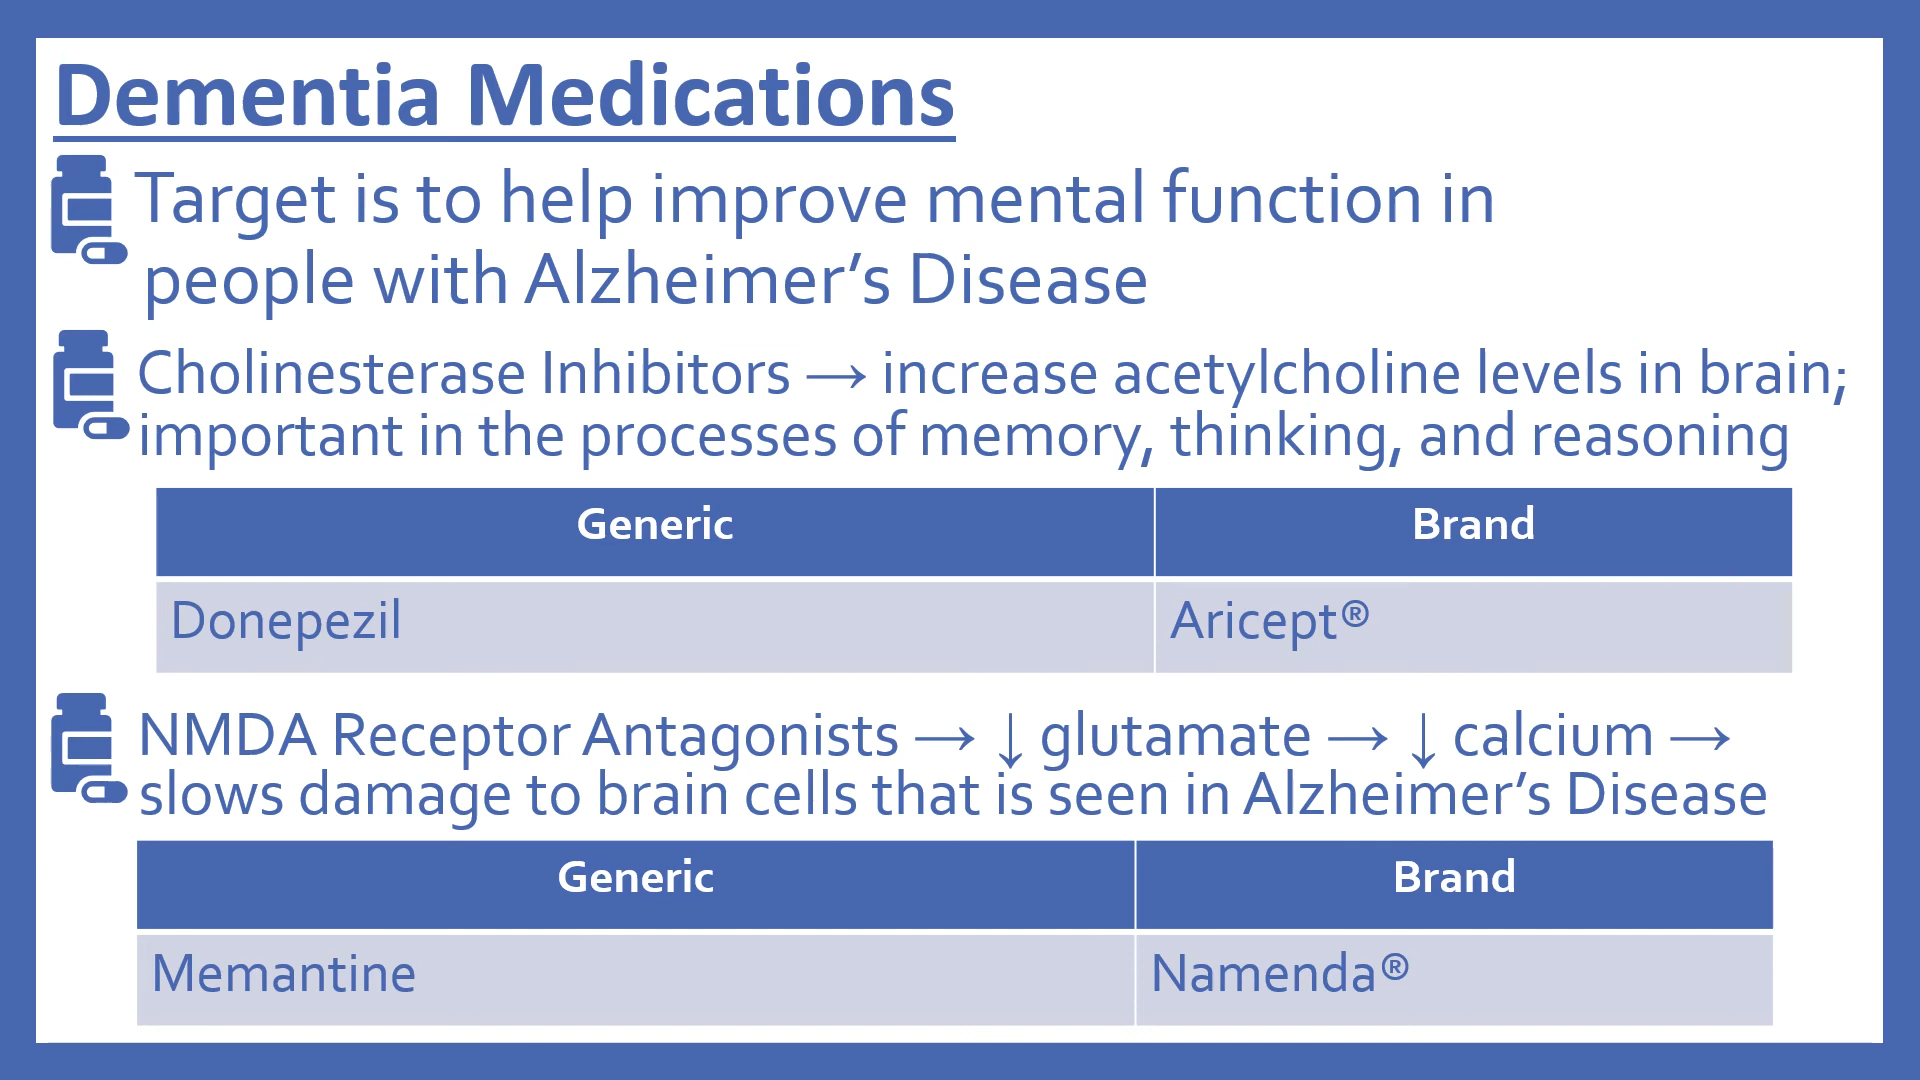 Dementia Medications
Target is to help improve mental function in
people with Alzheimer’s Disease
Cholinesterase Inhibitors → increase acetylcholine levels in brain;
important in the processes of memory, thinking, and reasoning
Generic Brand
Donepezil Aricept®
NMDA Receptor Antagonists → ↓ glutamate → ↓ calcium →
slows damage to brain cells that is seen in Alzheimer’s Disease
Generic Brand
Memantine Namenda®